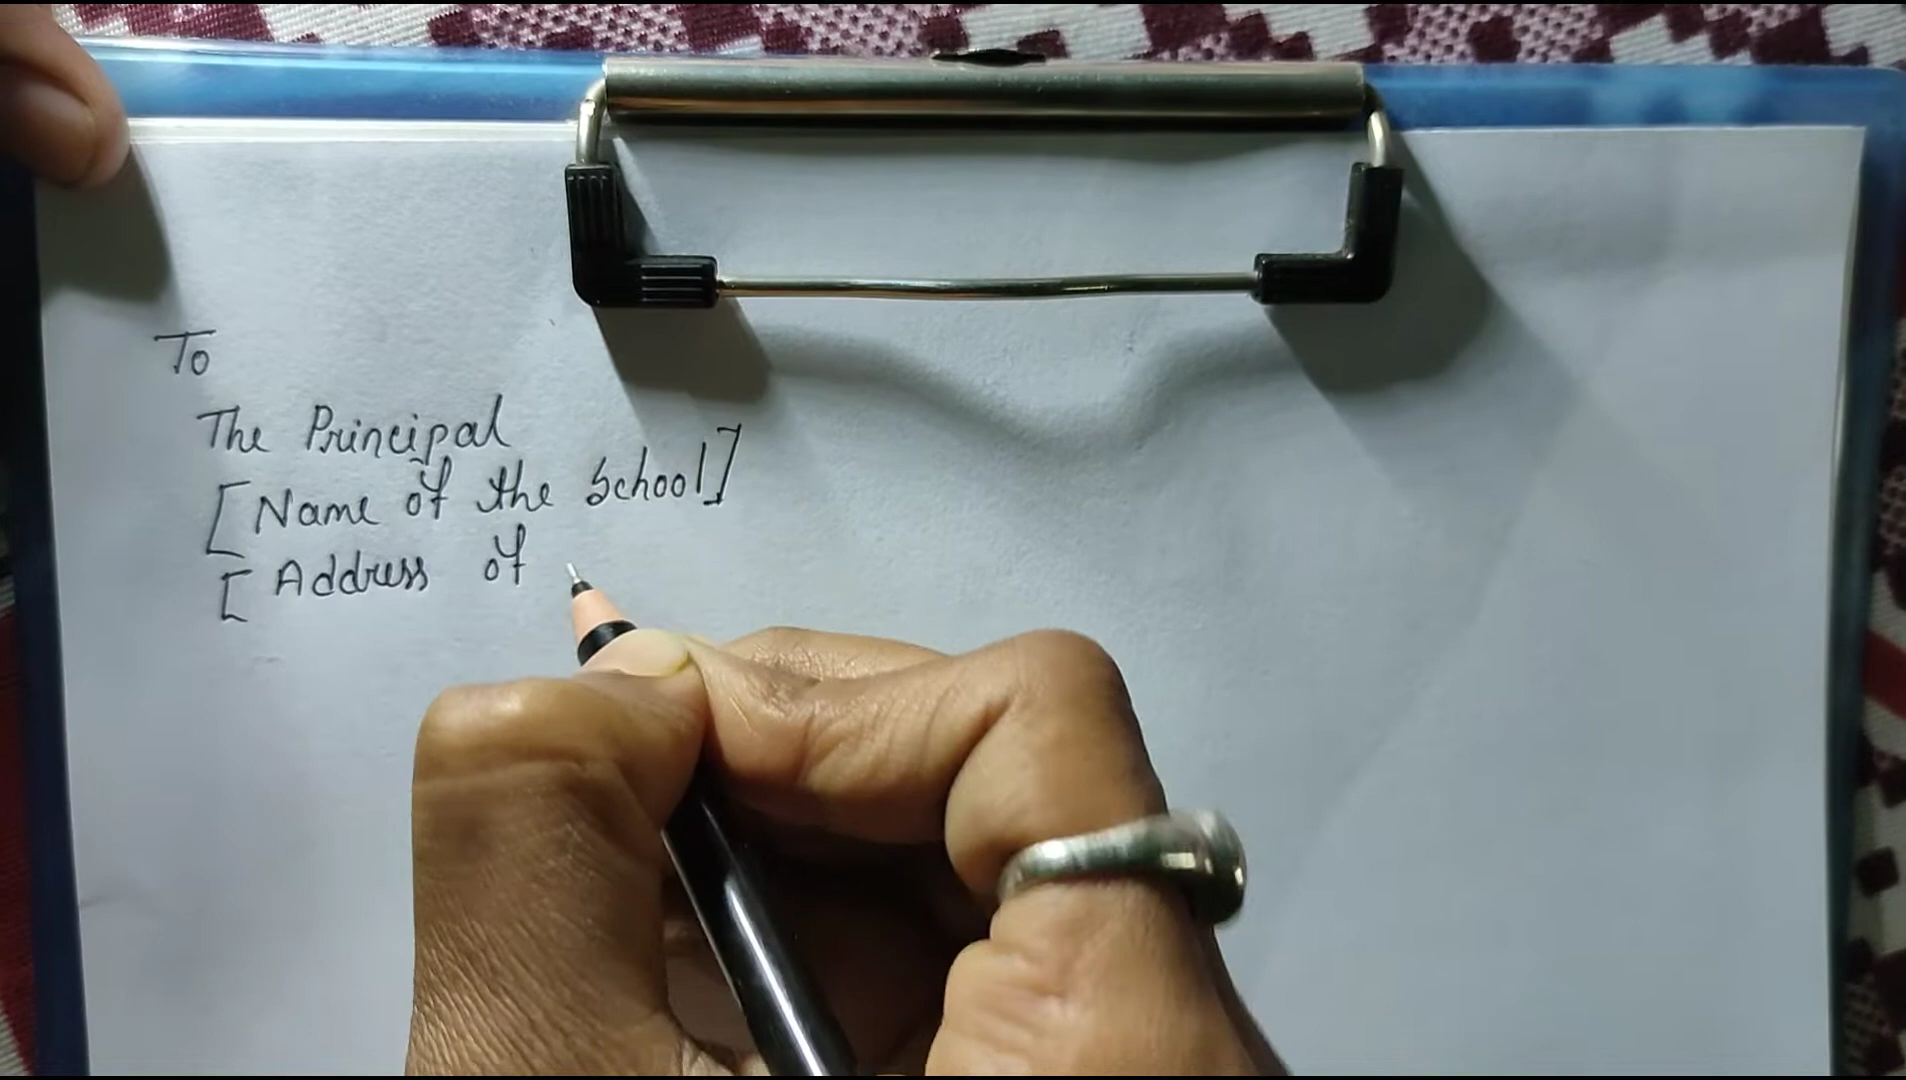 To
The Principal
[Name of the School]
[Address of